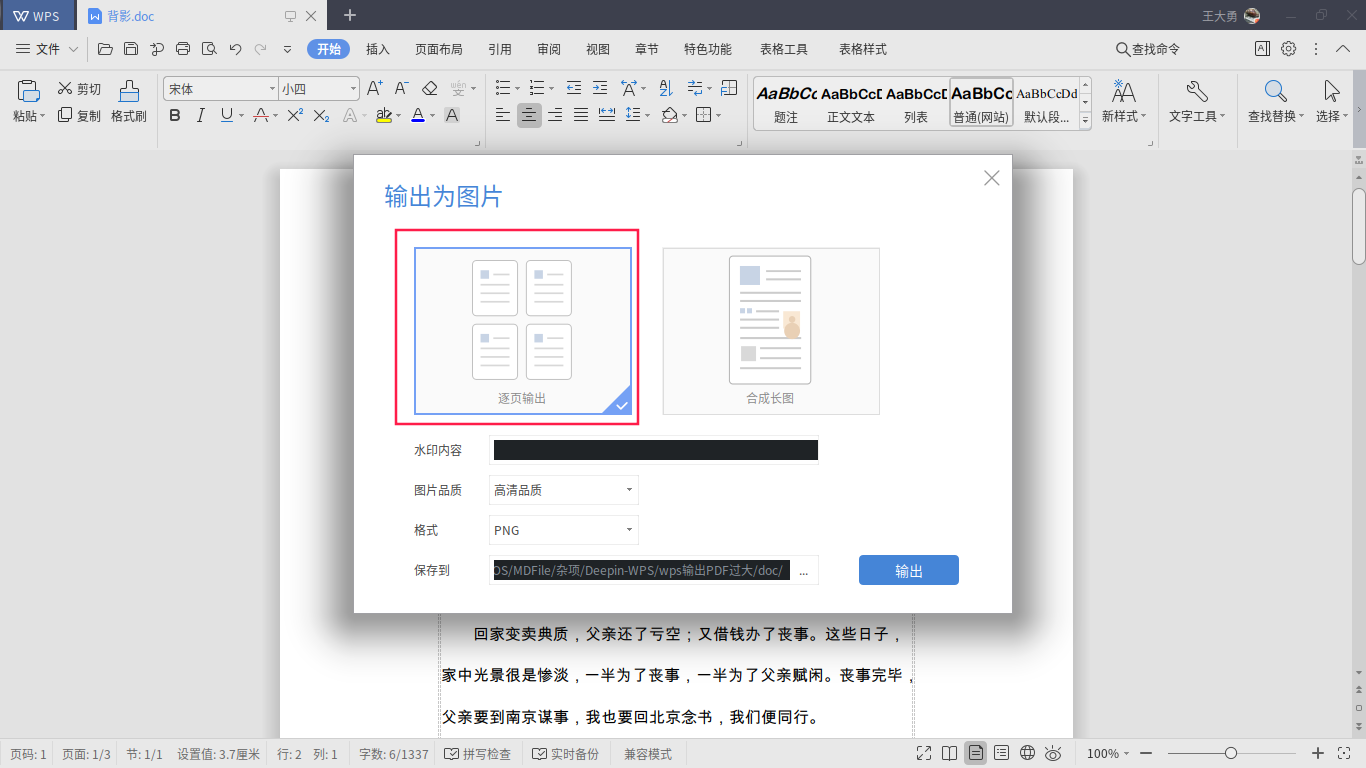 WPS 背影.doc 王大勇
文件 开始 插入 页面布局 引用 审阅 视图 章节 特色功能 表格工具 表格样式 查找命令
粘贴 剪切 复制 格式刷
宋体 小四 A+ A- wén 文
B I U A X² X₂ A ab A A
AaBbCc AaBbCcD AaBbCcD AaBbCc AaBbCcDd
题注 正文文本 列表 普通(网站) 默认段... 新样式 文字工具 查找替换 选择
输出为图片
逐页输出 合成长图
水印内容
图片品质 高清品质
格式 PNG
保存到 OS/MDFile/杂项/Deepin-WPS/wps输出PDF过大/doc/ ... 输出
回家变卖典质，父亲还了亏空；又借钱办了丧事。这些日子，
家中光景很是惨淡，一半为了丧事，一半为了父亲赋闲。丧事完毕，
父亲要到南京谋事，我也要回北京念书，我们便同行。
页码: 1 页面: 1/3 节: 1/1 设置值: 3.7厘米 行: 2 列: 1 字数: 6/1337 拼写检查 实时备份 兼容模式 100%